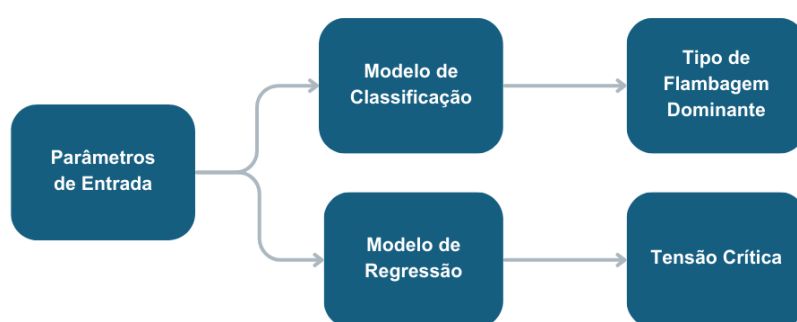 Parâmetros
de Entrada
Modelo de
Classificação
Tipo de
Flambagem
Dominante
Modelo de
Regressão
Tensão Crítica